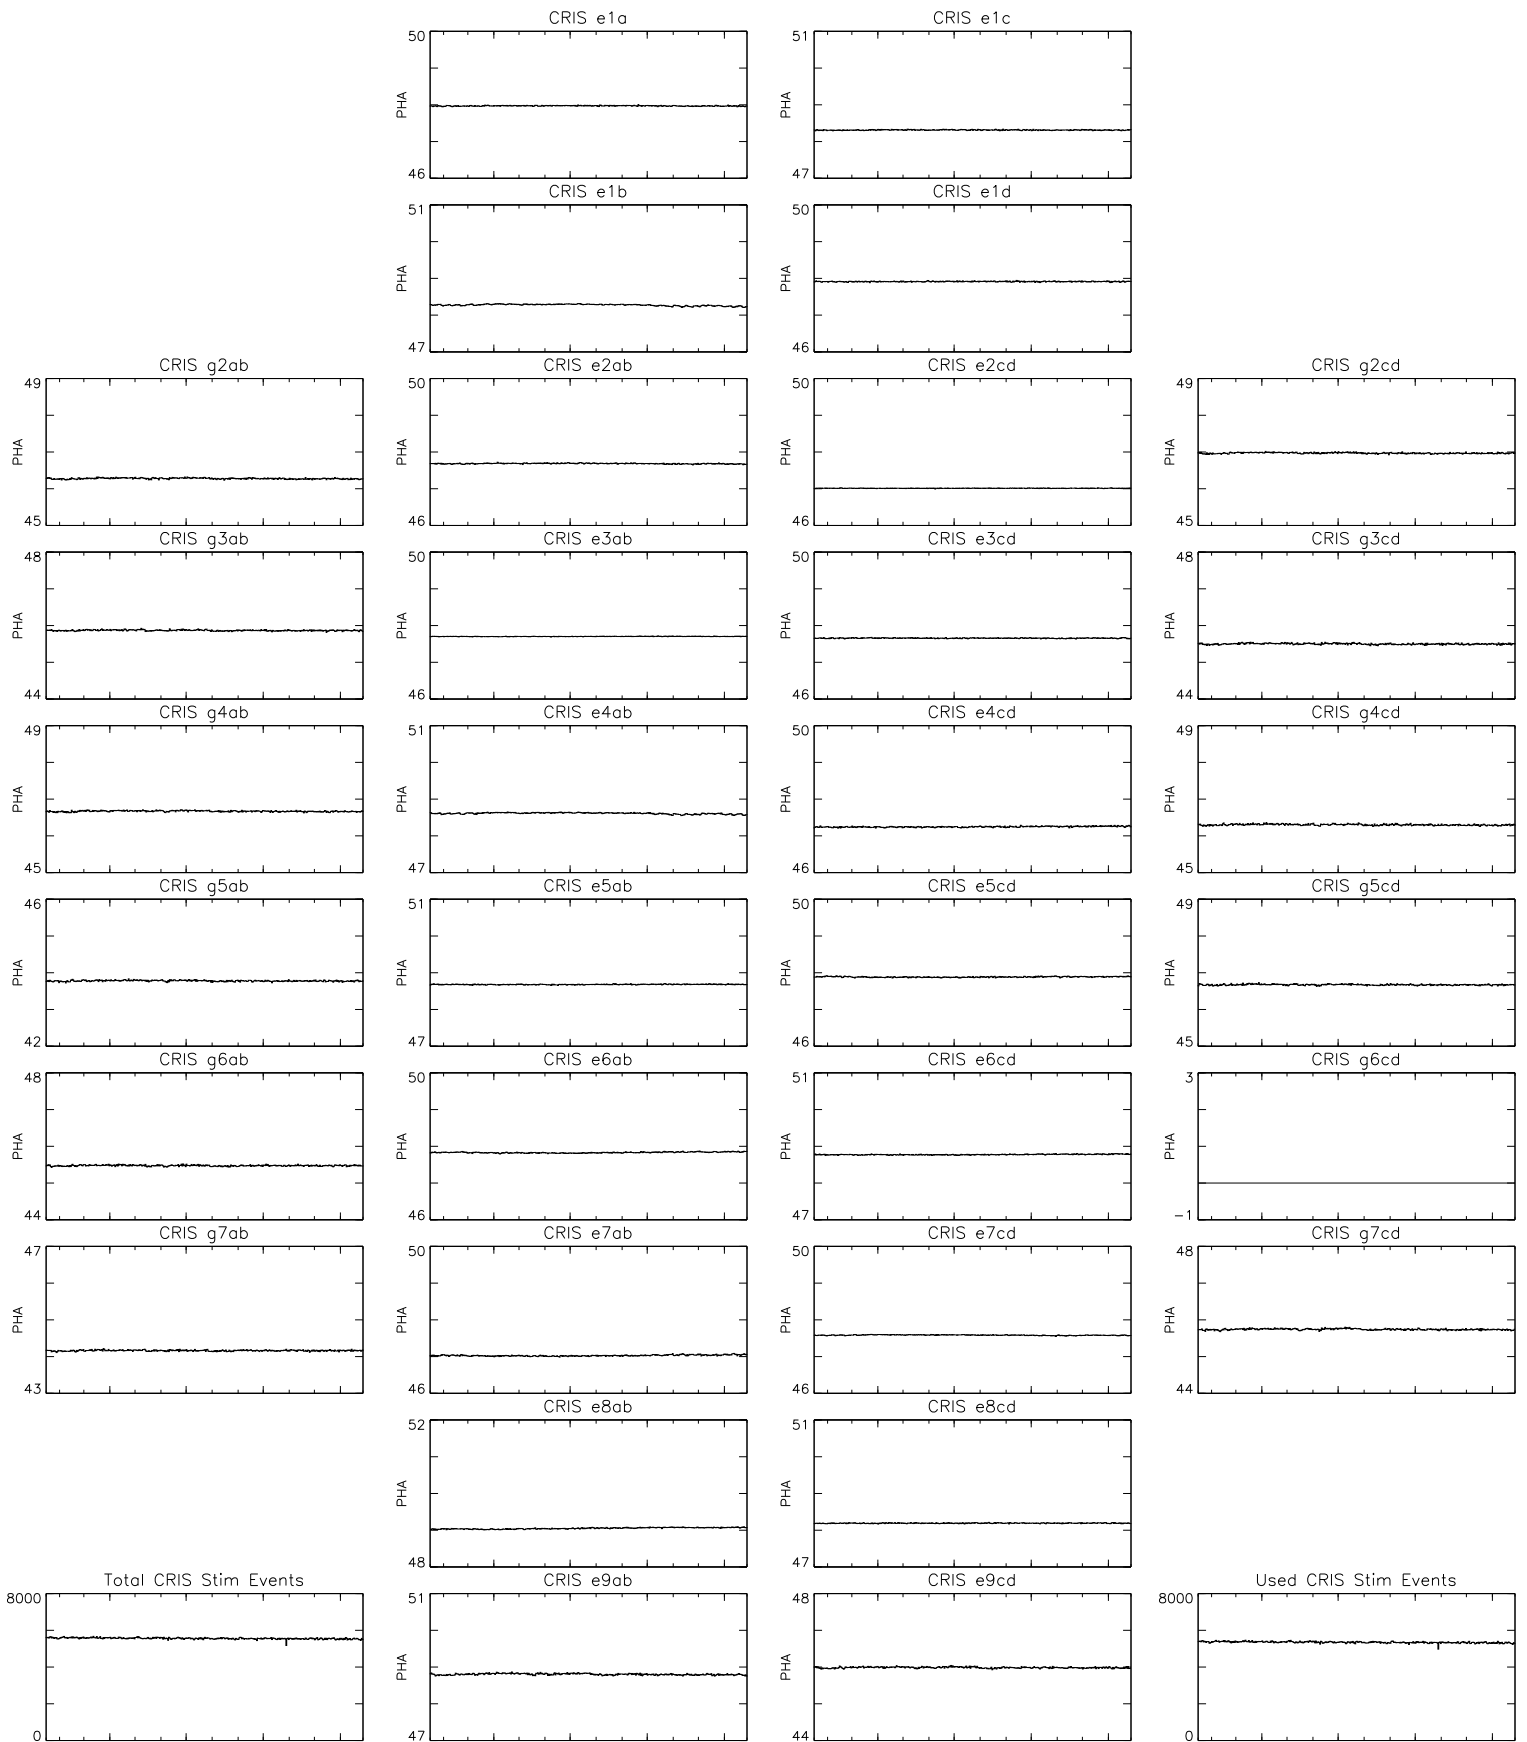 CRIS e1a
50
PHA
46
CRIS e1c
51
PHA
47
CRIS e1b
51
PHA
47
CRIS e1d
50
PHA
46
CRIS g2ab
49
PHA
45
CRIS e2ab
50
PHA
46
CRIS e2cd
50
PHA
46
CRIS g2cd
49
PHA
45
CRIS g3ab
48
PHA
44
CRIS e3ab
50
PHA
46
CRIS e3cd
50
PHA
46
CRIS g3cd
48
PHA
44
CRIS g4ab
49
PHA
45
CRIS e4ab
51
PHA
47
CRIS e4cd
50
PHA
46
CRIS g4cd
49
PHA
45
CRIS g5ab
46
PHA
42
CRIS e5ab
51
PHA
47
CRIS e5cd
50
PHA
46
CRIS g5cd
49
PHA
45
CRIS g6ab
48
PHA
44
CRIS e6ab
50
PHA
46
CRIS e6cd
51
PHA
47
CRIS g6cd
3
PHA
-1
CRIS g7ab
47
PHA
43
CRIS e7ab
50
PHA
46
CRIS e7cd
50
PHA
46
CRIS g7cd
48
PHA
44
CRIS e8ab
52
PHA
48
CRIS e8cd
51
PHA
47
Total CRIS Stim Events
8000
0
CRIS e9ab
51
PHA
47
CRIS e9cd
48
PHA
44
Used CRIS Stim Events
8000
0